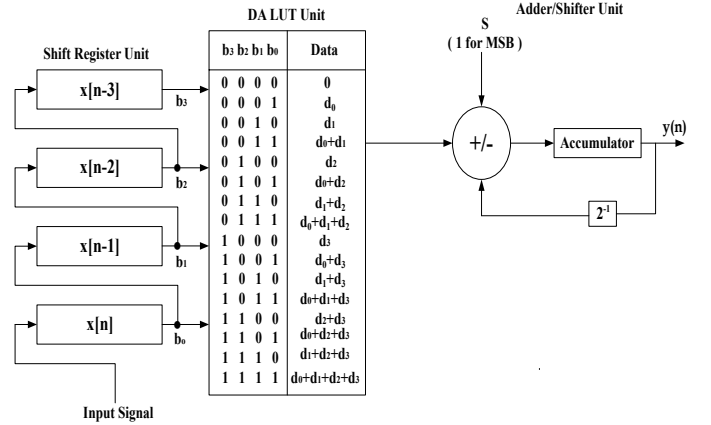 DA LUT Unit
Adder/Shifter Unit
S
( 1 for MSB )
Shift Register Unit
b3 b2 b1 b0 Data
x[n-3]
b3
x[n-2]
b2
x[n-1]
b1
x[n]
bo
Input Signal
0 0 0 0 0
0 0 0 1 d0
0 0 1 0 d1
0 0 1 1 d0+d1
0 1 0 0 d2
0 1 0 1 d0+d2
0 1 1 0 d1+d2
0 1 1 1 d0+d1+d2
1 0 0 0 d3
1 0 0 1 d0+d3
1 0 1 0 d1+d3
1 0 1 1 d0+d1+d3
1 1 0 0 d2+d3
1 1 0 1 d0+d2+d3
1 1 1 0 d1+d2+d3
1 1 1 1 d0+d1+d2+d3
+/-
Accumulator
y(n)
2-1